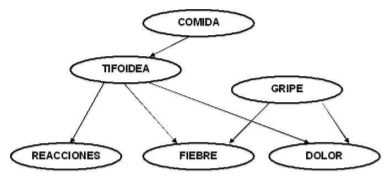 COMIDA
TIFOIDEA
GRIPE
REACCIONES
FIEBRE
DOLOR